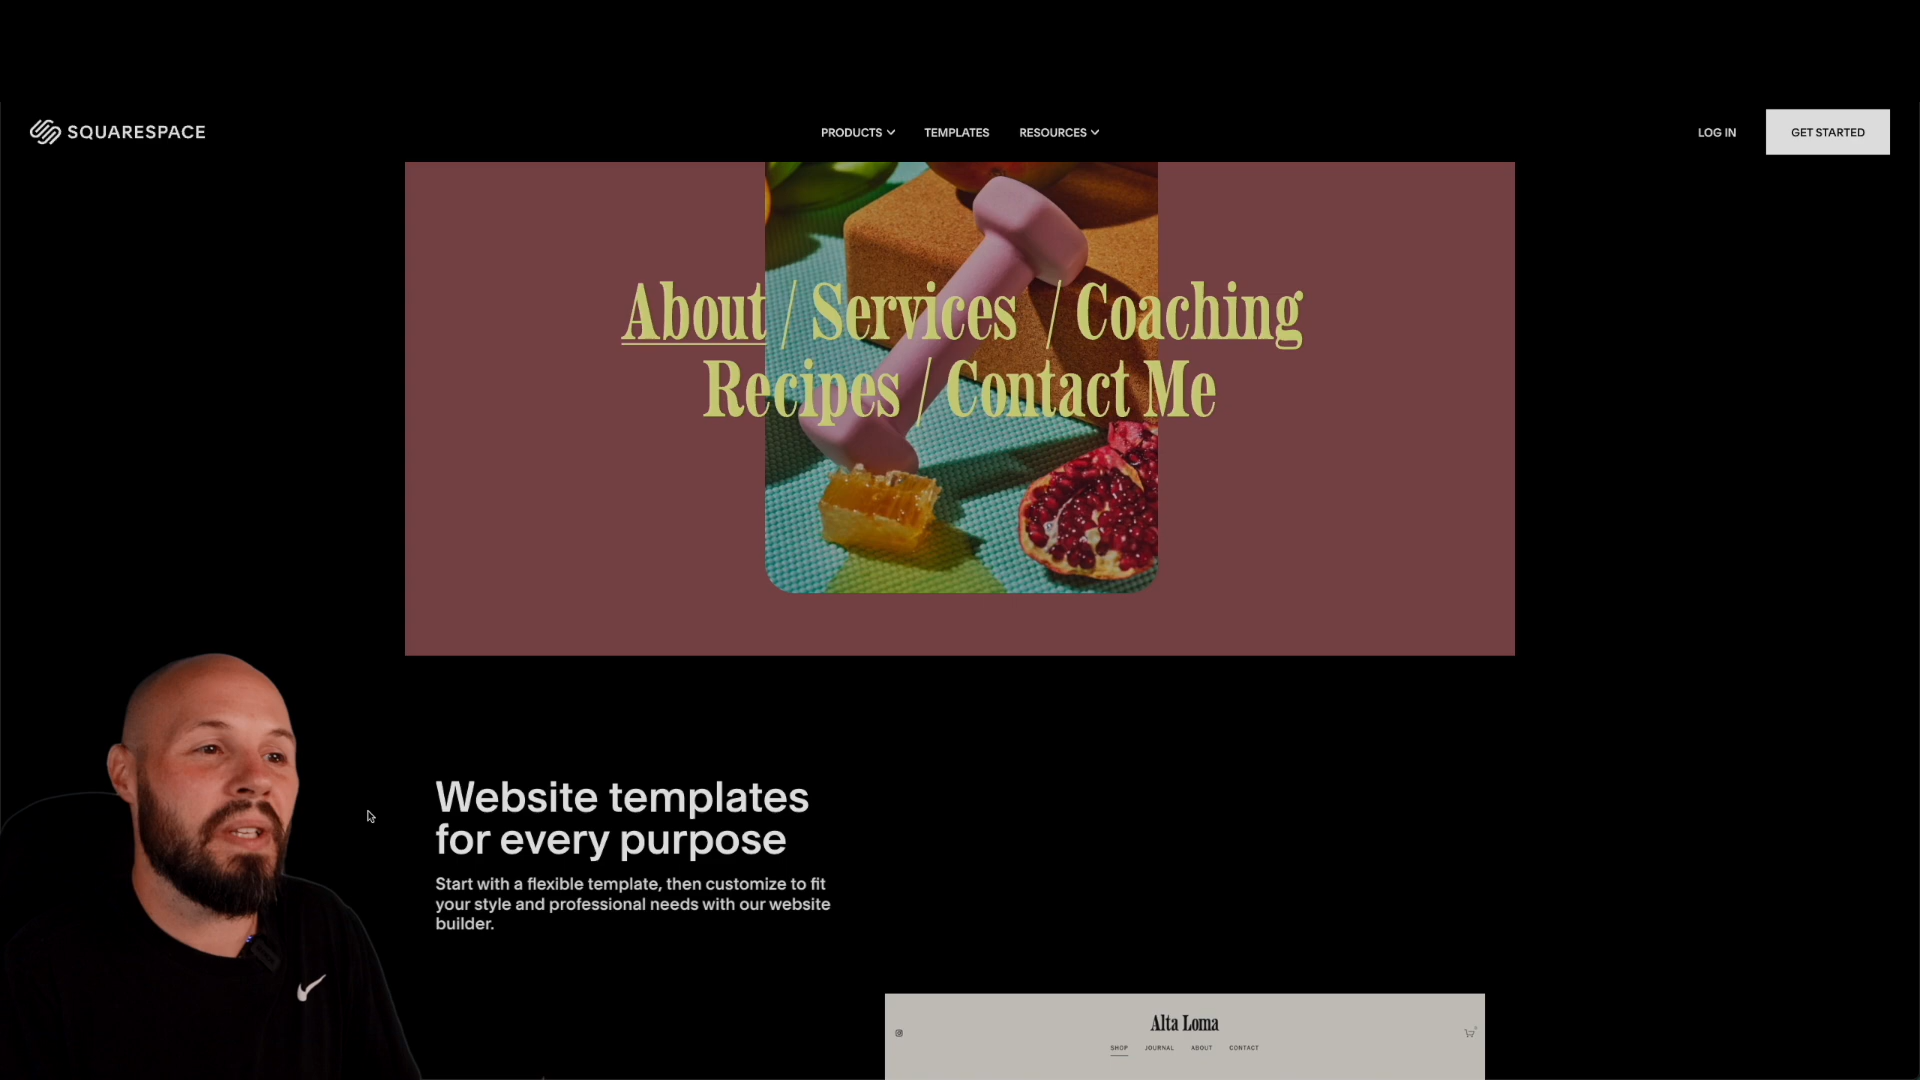 SQUARESPACE
PRODUCTS TEMPLATES RESOURCES
LOG IN
GET STARTED
About / Services / Coaching
Recipes / Contact Me
Website templates
for every purpose
Start with a flexible template, then customize to fit
your style and professional needs with our website
builder.
Alta Loma
SHOP JOURNAL ABOUT CONTACT